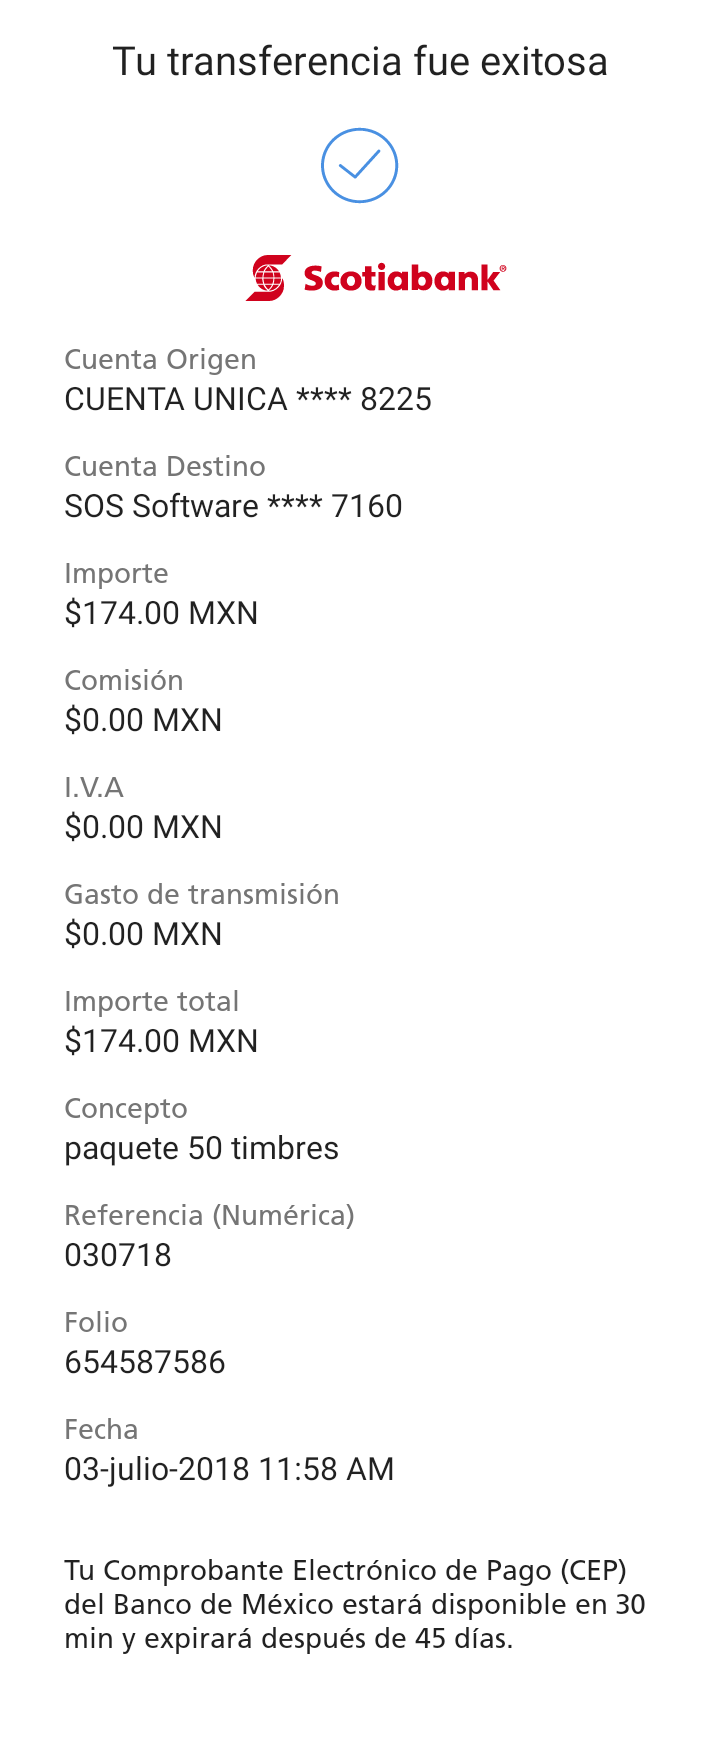 Tu transferencia fue exitosa
Scotiabank®
Cuenta Origen
CUENTA UNICA **** 8225
Cuenta Destino
SOS Software **** 7160
Importe
$174.00 MXN
Comisión
$0.00 MXN
I.V.A
$0.00 MXN
Gasto de transmisión
$0.00 MXN
Importe total
$174.00 MXN
Concepto
paquete 50 timbres
Referencia (Numérica)
030718
Folio
654587586
Fecha
03-julio-2018 11:58 AM
Tu Comprobante Electrónico de Pago (CEP)
del Banco de México estará disponible en 30
min y expirará después de 45 días.